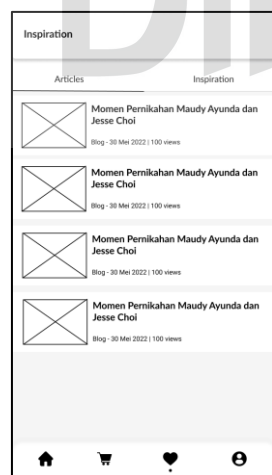 Inspiration
Articles
Inspiration
Momen Pernikahan Maudy Ayunda dan
Jesse Choi
Blog - 30 Mei 2022 | 100 views
Momen Pernikahan Maudy Ayunda dan
Jesse Choi
Blog - 30 Mei 2022 | 100 views
Momen Pernikahan Maudy Ayunda dan
Jesse Choi
Blog - 30 Mei 2022 | 100 views
Momen Pernikahan Maudy Ayunda dan
Jesse Choi
Blog - 30 Mei 2022 | 100 views